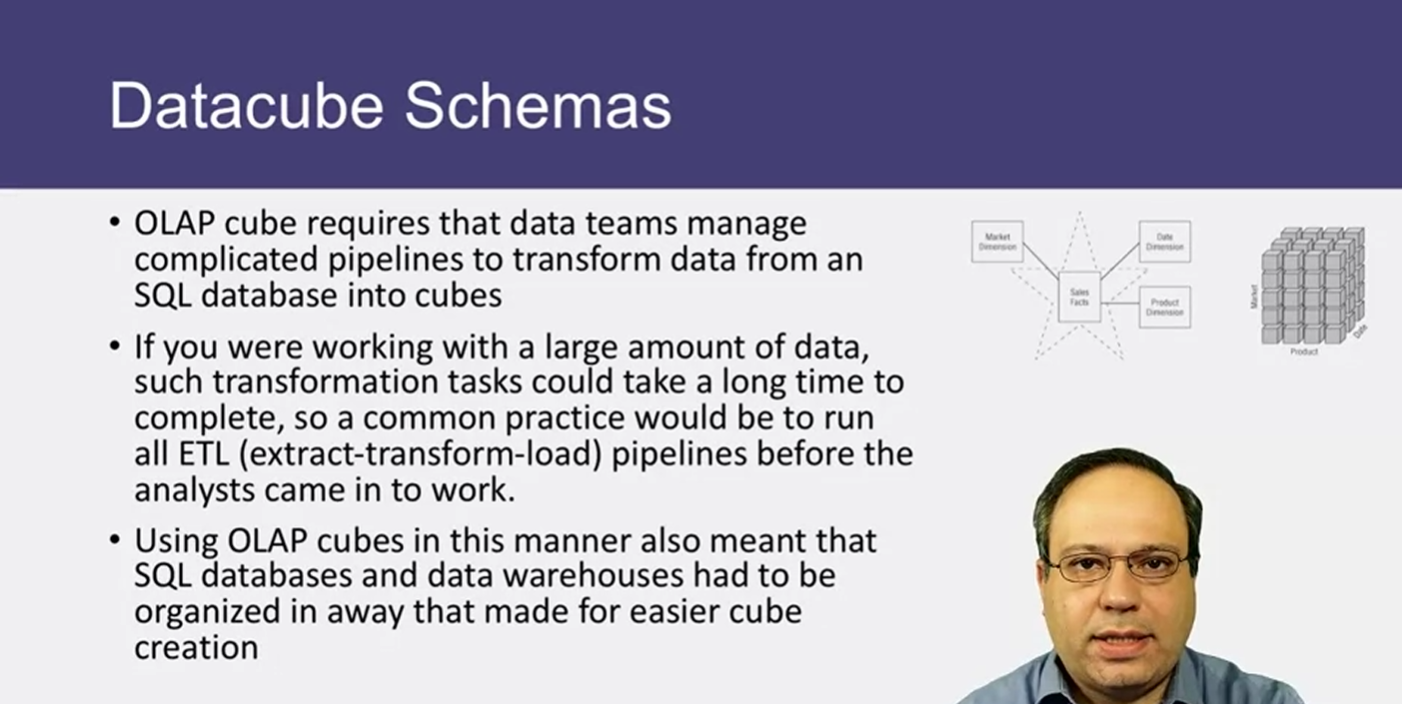 Datacube Schemas
• OLAP cube requires that data teams manage
complicated pipelines to transform data from an
SQL database into cubes
• If you were working with a large amount of data,
such transformation tasks could take a long time to
complete, so a common practice would be to run
all ETL (extract-transform-load) pipelines before the
analysts came in to work.
• Using OLAP cubes in this manner also meant that
SQL databases and data warehouses had to be
organized in away that made for easier cube
creation
Market
Dimension
Date
Dimension
Sales
Facts
Product
Dimension
Market
Product
Date